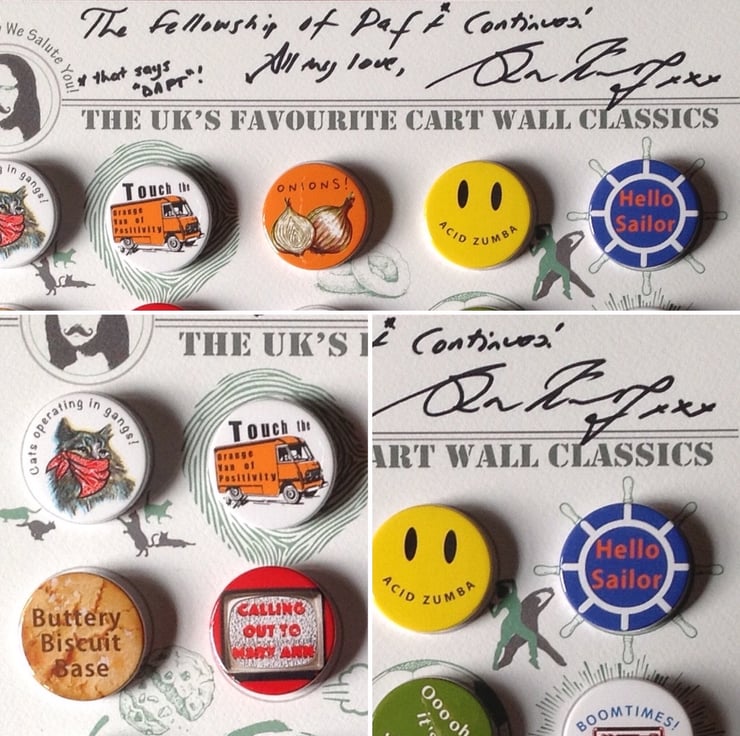 We Salute You!
The Fellowship of Daft* Continues!
* that says "DAFT"!
All my love,
xxx
THE UK'S FAVOURITE CART WALL CLASSICS
in gangs!
Touch the
Orange
Van of
Positivity
ONIONS!
ACID ZUMBA
Hello
Sailor
THE UK'S
Cats operating in gangs!
Touch the
Orange
Van of
Positivity
Buttery
Biscuit
Base
CALLING
OUT TO
MARY ANN
* Continues!
xxx
ART WALL CLASSICS
ACID ZUMBA
Hello
Sailor
Oooh
it's
BOOMTIMES!